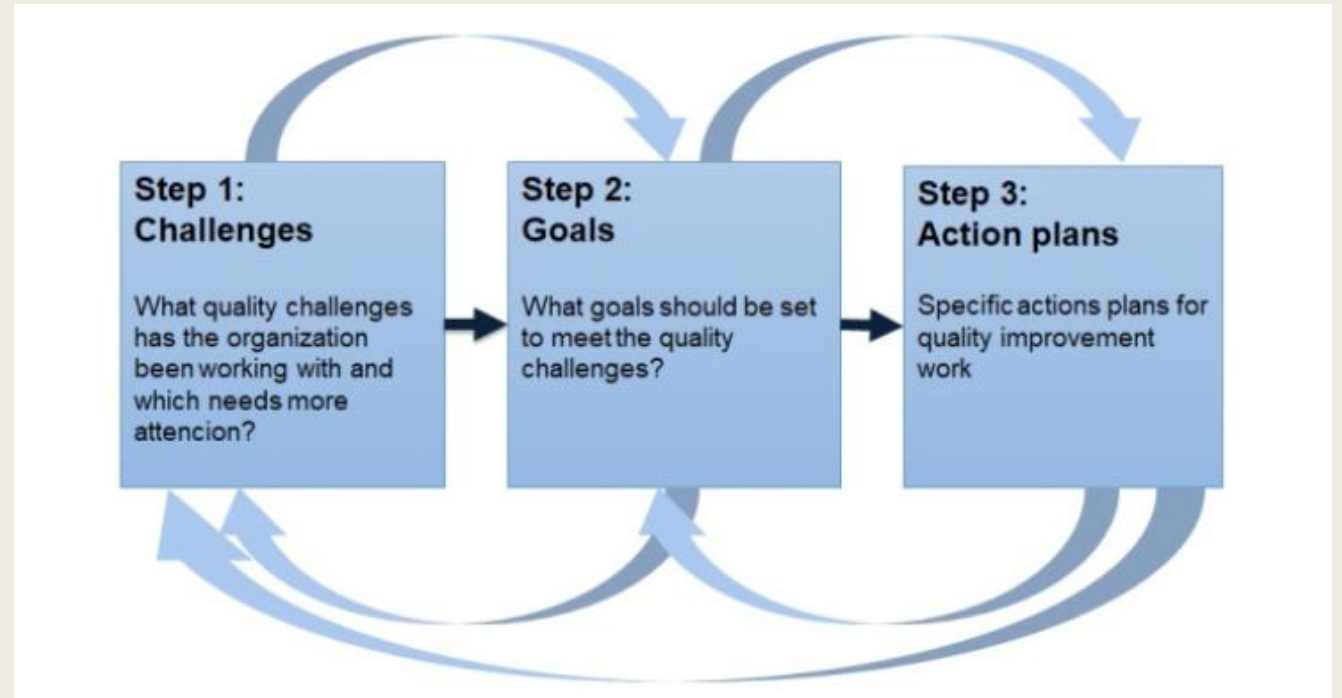 Step 1:
Challenges
What quality challenges
has the organization
been working with and
which needs more
attencion?
Step 2:
Goals
What goals should be set
to meet the quality
challenges?
Step 3:
Action plans
Specific actions plans for
quality improvement
work